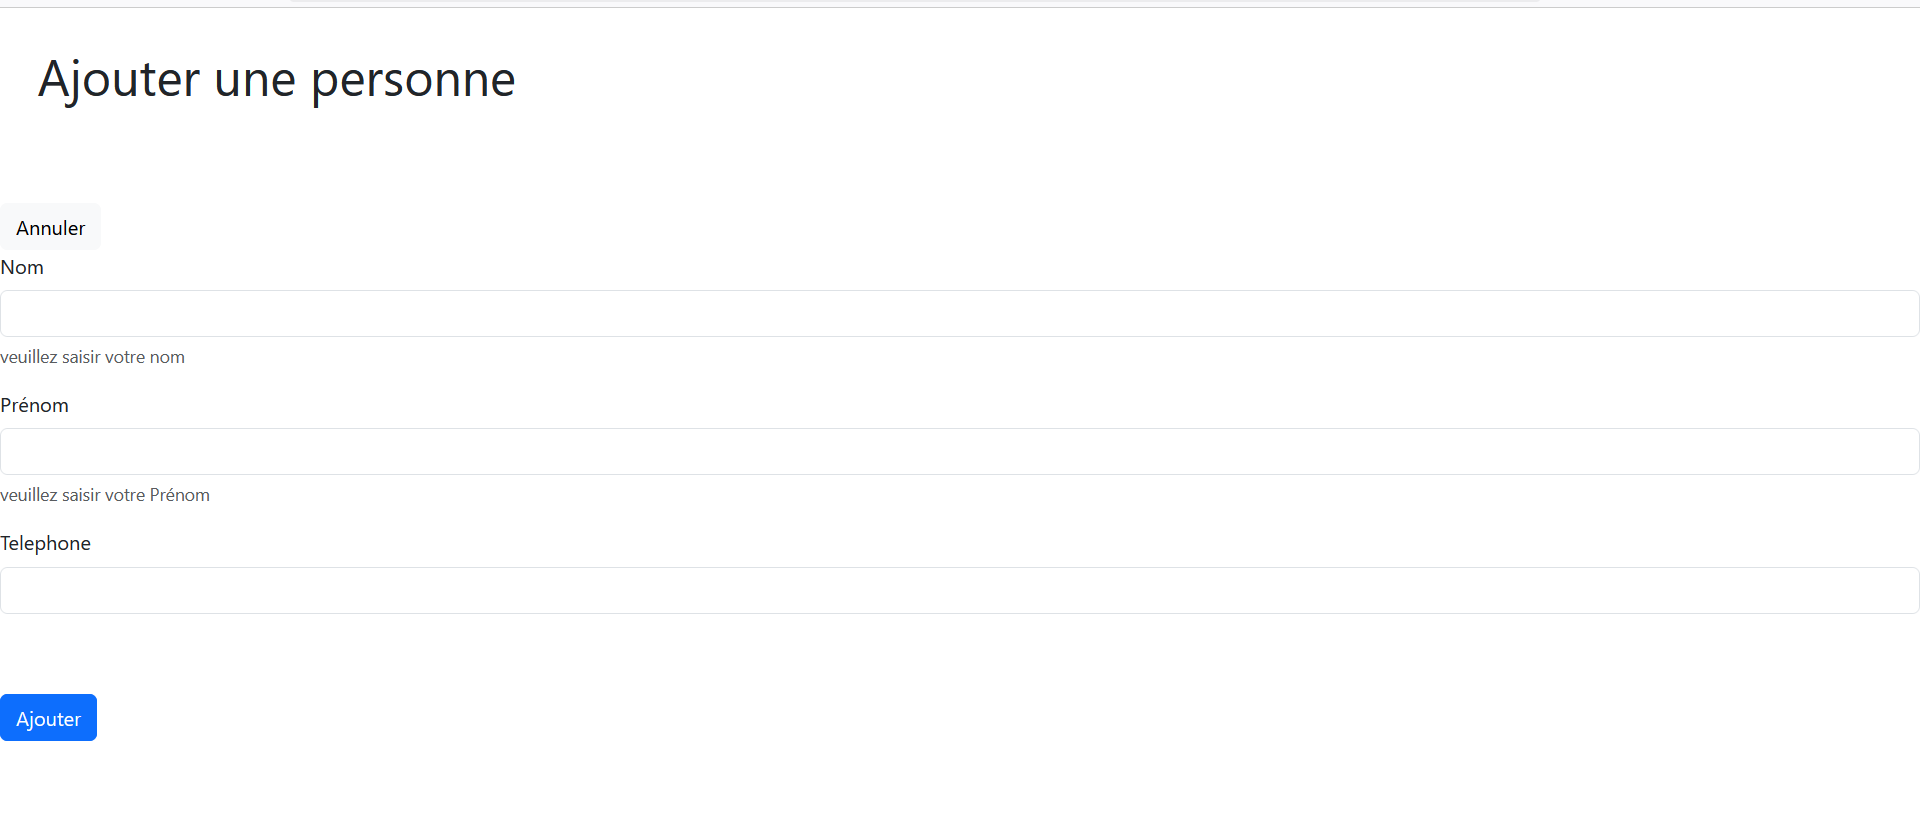 Ajouter une personne
Annuler
Nom
veuillez saisir votre nom
Prénom
veuillez saisir votre Prénom
Telephone
Ajouter